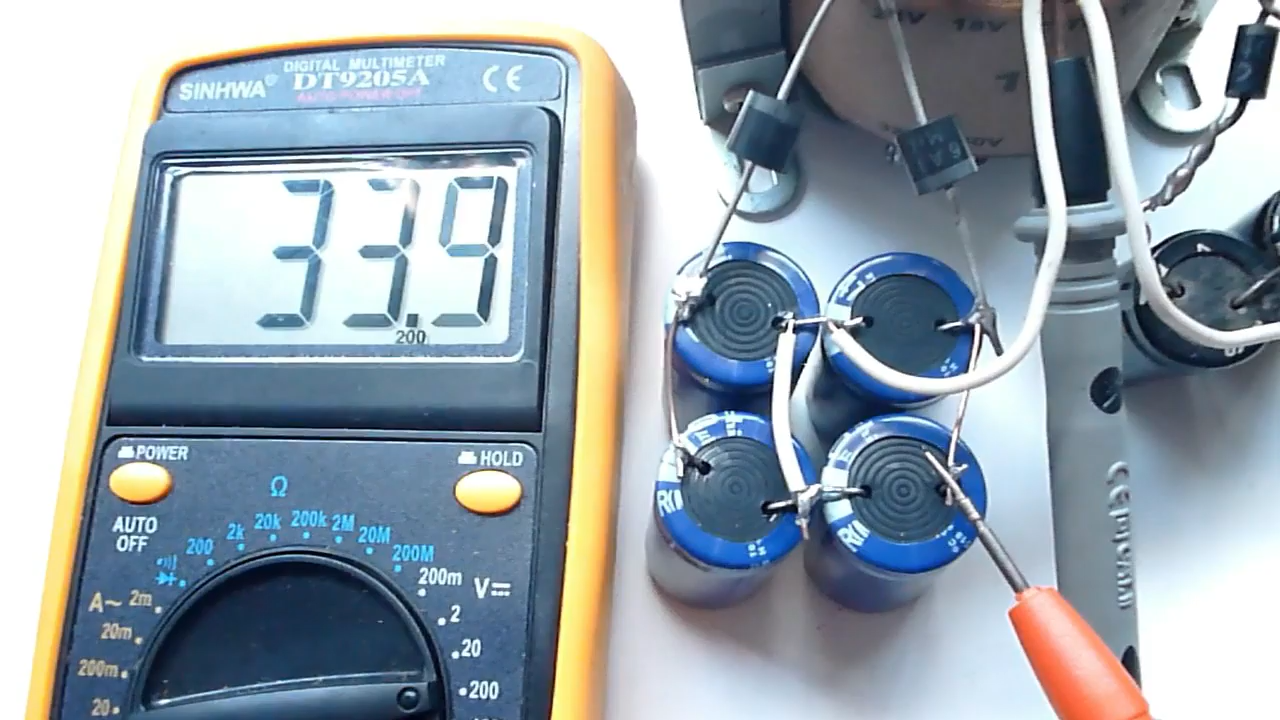 DIGITAL MULTIMETER
SINHWA® DT9205A CE
AUTO POWER OFF
33.9
200
POWER
HOLD
AUTO
OFF
Ω
200
2k
20k
200k
2M
20M
200M
A~ 2m
20m
200m
20
200m V
2
20
200
18V